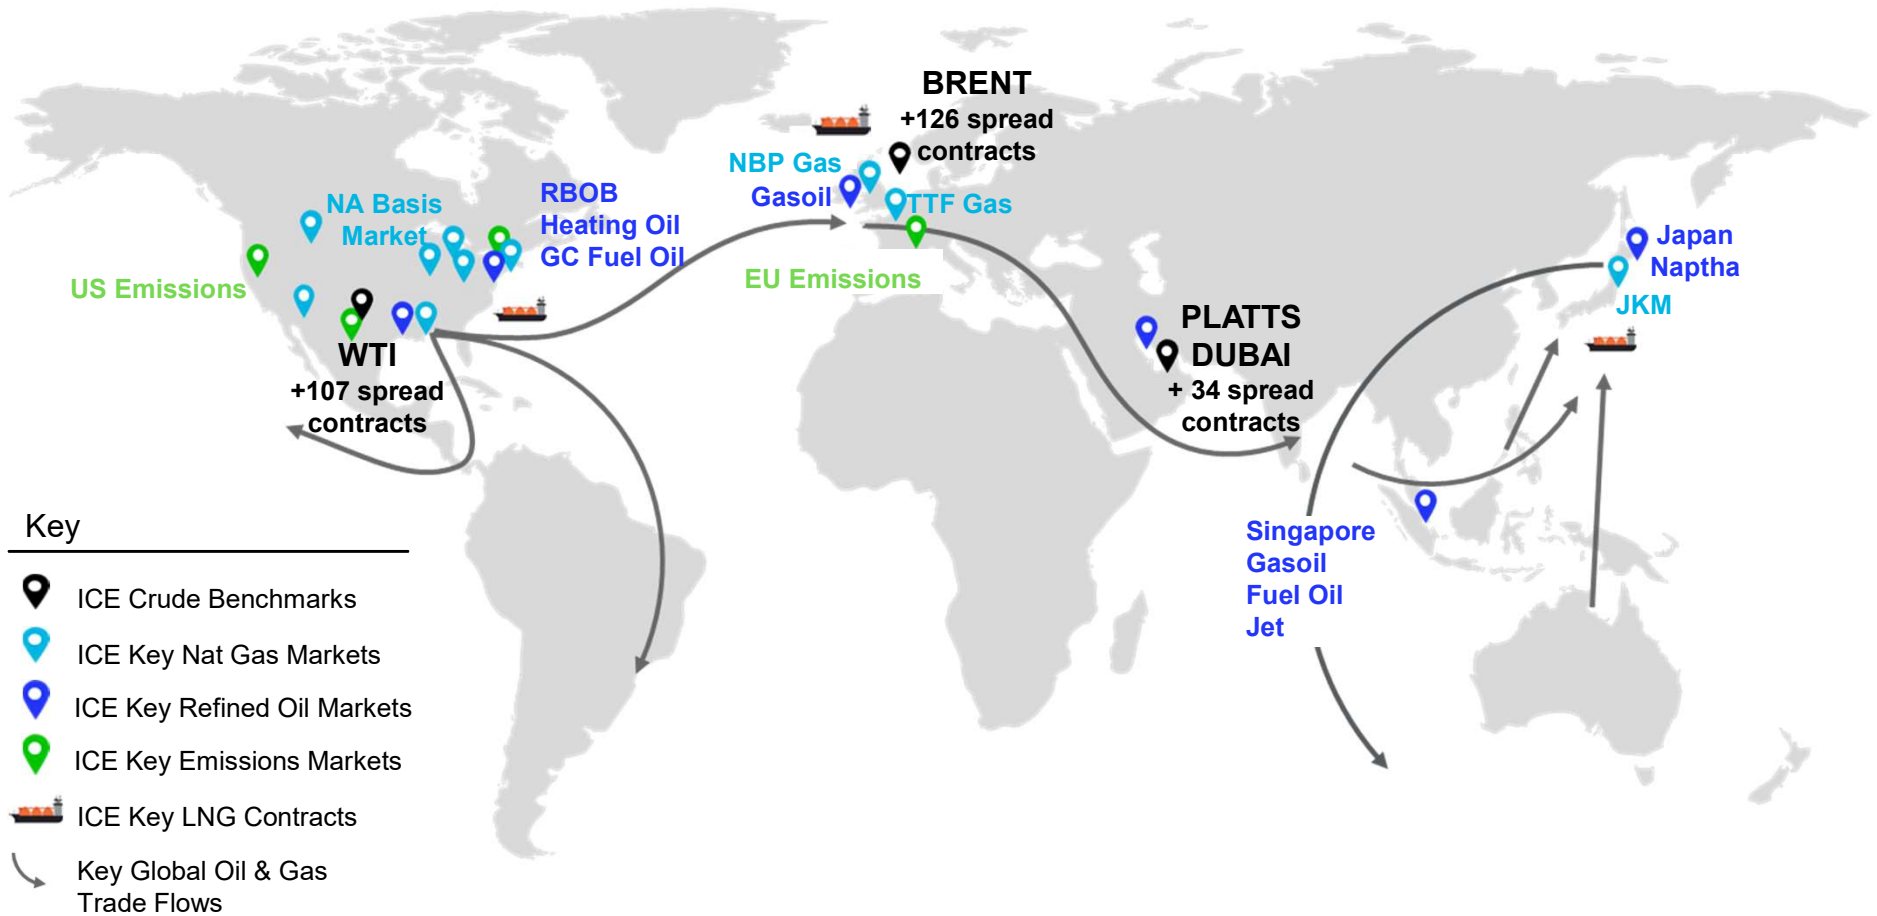 BRENT
+126 spread
contracts
NBP Gas
Gasoil
TTF Gas
EU Emissions
NA Basis
Market
RBOB
Heating Oil
GC Fuel Oil
US Emissions
WTI
+107 spread
contracts
PLATTS
DUBAI
+ 34 spread
contracts
Japan
Naptha
JKM
Singapore
Gasoil
Fuel Oil
Jet
Key
ICE Crude Benchmarks
ICE Key Nat Gas Markets
ICE Key Refined Oil Markets
ICE Key Emissions Markets
ICE Key LNG Contracts
Key Global Oil & Gas
Trade Flows